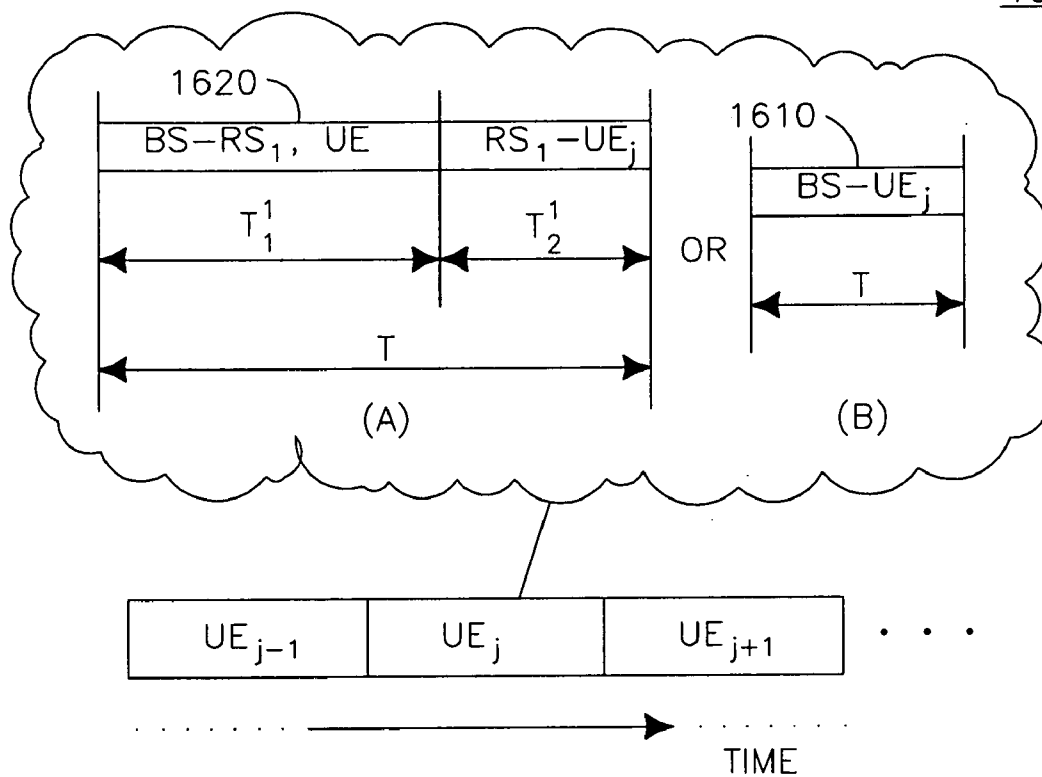 1620
BS-RS₁, UE RS₁-UEⱼ
T₁¹ T₂¹
T
(A)
OR
1610
BS-UEⱼ
T
(B)
UEⱼ₋₁ UEⱼ UEⱼ₊₁ . . .
TIME